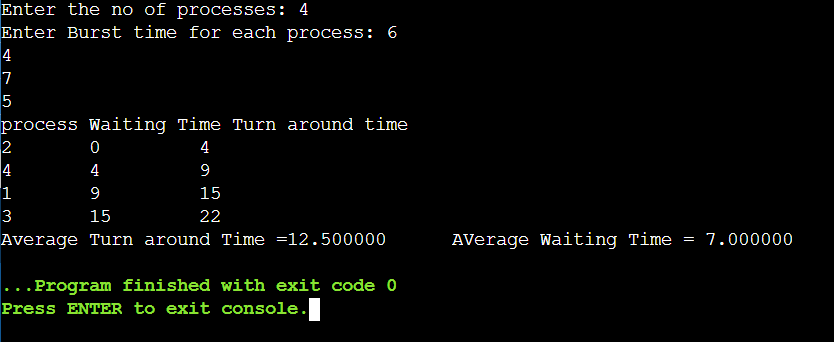 Enter the no of processes: 4
Enter Burst time for each process: 6
4
7
5
process Waiting Time Turn around time
2 0 4
4 4 9
1 9 15
3 15 22
Average Turn around Time =12.500000 AVerage Waiting Time = 7.000000
...Program finished with exit code 0
Press ENTER to exit console.